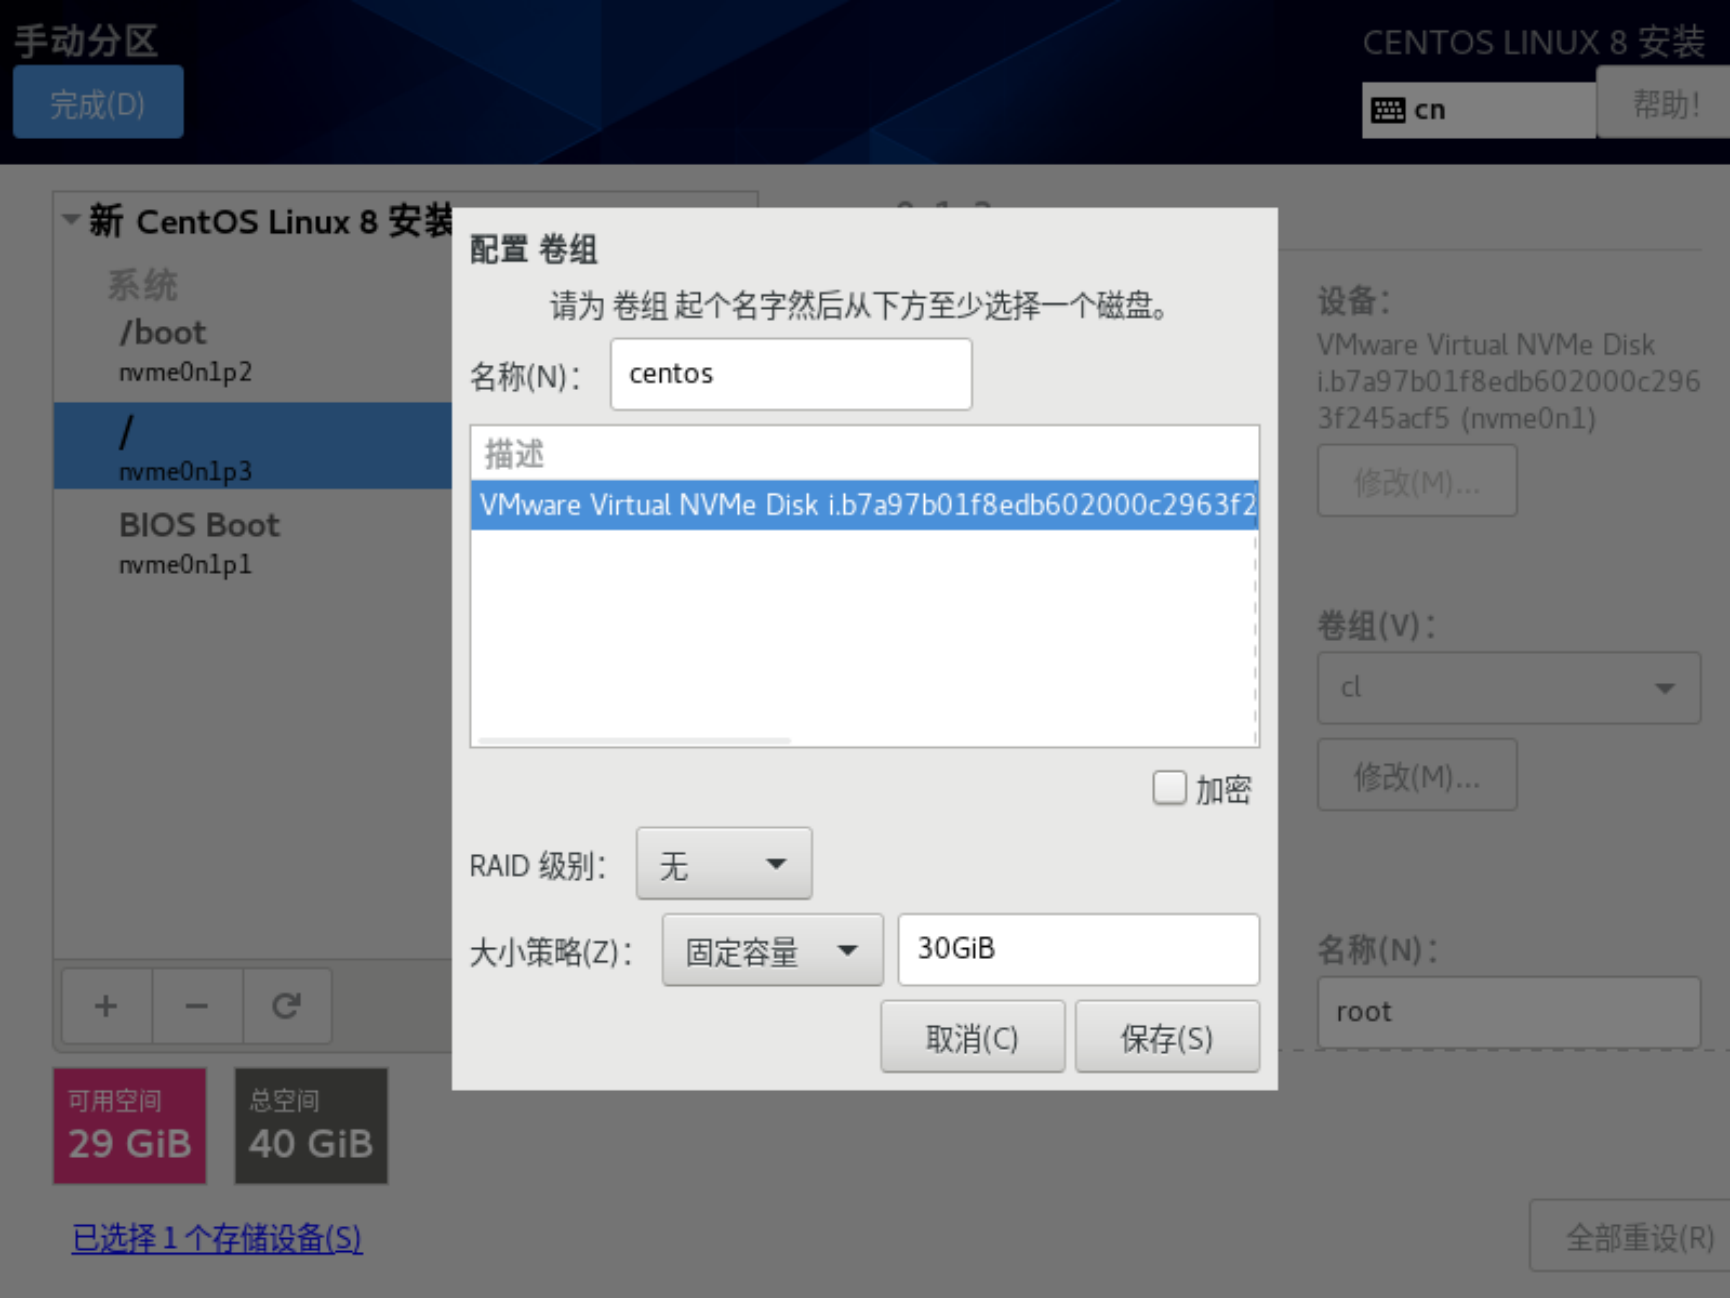 手动分区
CENTOS LINUX 8 安装
完成(D)
cn
帮助!
新 CentOS Linux 8 安装
系统
/boot
nvme0n1p2
/
nvme0n1p3
BIOS Boot
nvme0n1p1
配置 卷组
请为 卷组 起个名字然后从下方至少选择一个磁盘。
名称(N)：
centos
描述
VMware Virtual NVMe Disk i.b7a97b01f8edb602000c2963f2
加密
RAID 级别：
无
大小策略(Z)：
固定容量
30GiB
取消(C)
保存(S)
设备：
VMware Virtual NVMe Disk
i.b7a97b01f8edb602000c296
3f245acf5 (nvme0n1)
修改(M)...
卷组(V)：
cl
修改(M)...
名称(N)：
root
+
−
可用空间
29 GiB
总空间
40 GiB
已选择 1 个存储设备(S)
全部重设(R)